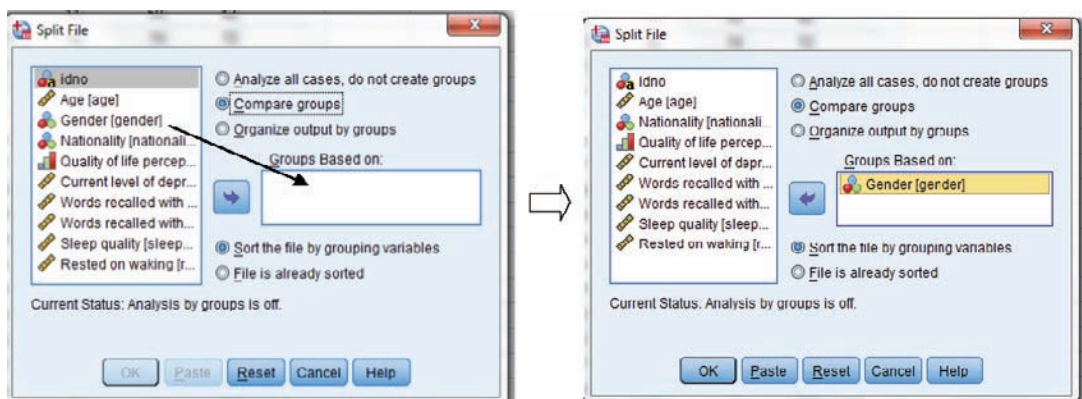 Split File
idno
Age [age]
Gender [gender]
Nationality [nationali...
Quality of life percep...
Current level of depr...
Words recalled with ...
Words recalled with...
Sleep quality [sleep...
Rested on waking [r...
Analyze all cases, do not create groups
Compare groups
Organize output by groups
Groups Based on:
Sort the file by grouping variables
File is already sorted
Current Status: Analysis by groups is off.
OK Paste Reset Cancel Help
Split File
idno
Age [age]
Nationality [nationali...
Quality of life percep...
Current level of depr...
Words recalled with ...
Words recalled with...
Sleep quality [sleep...
Rested on waking [r...
Analyze all cases, do not create groups
Compare groups
Organize output by groups
Groups Based on:
Gender [gender]
Sort the file by grouping variables
File is already sorted
Current Status: Analysis by groups is off.
OK Paste Reset Cancel Help